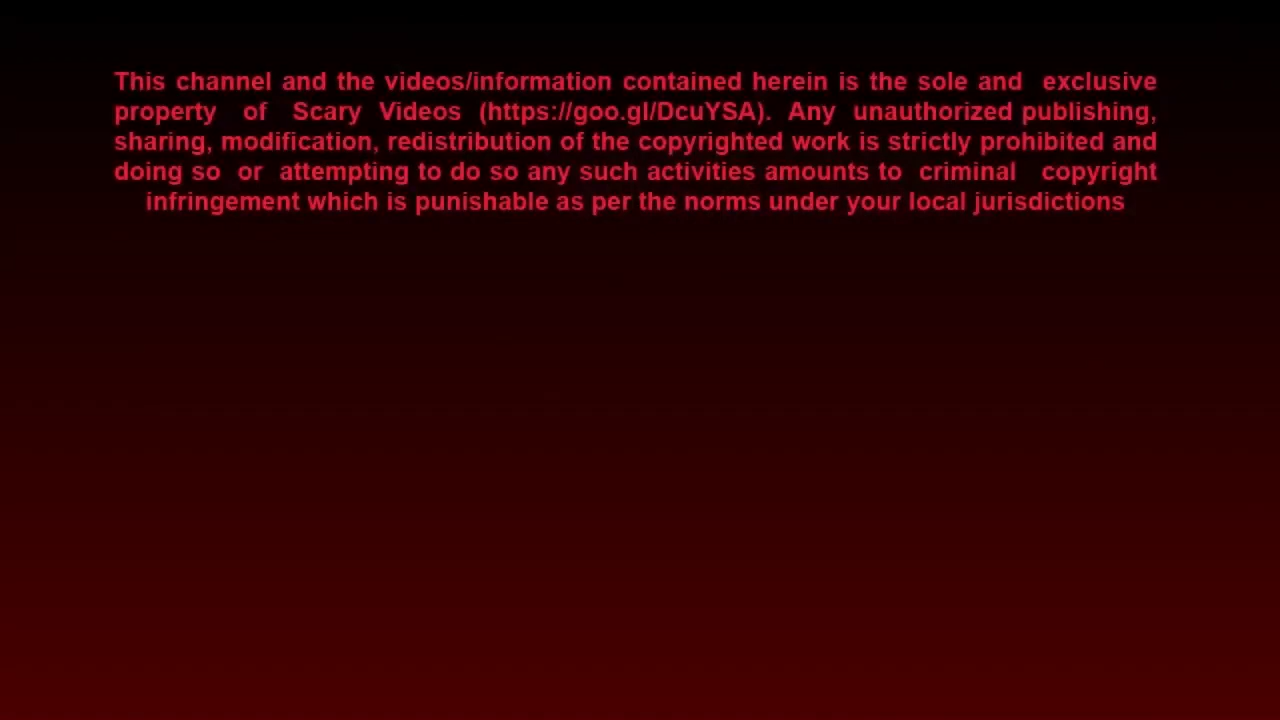 This channel and the videos/information contained herein is the sole and exclusive
property of Scary Videos (https://goo.gl/DcuYSA). Any unauthorized publishing,
sharing, modification, redistribution of the copyrighted work is strictly prohibited and
doing so or attempting to do so any such activities amounts to criminal copyright
infringement which is punishable as per the norms under your local jurisdictions